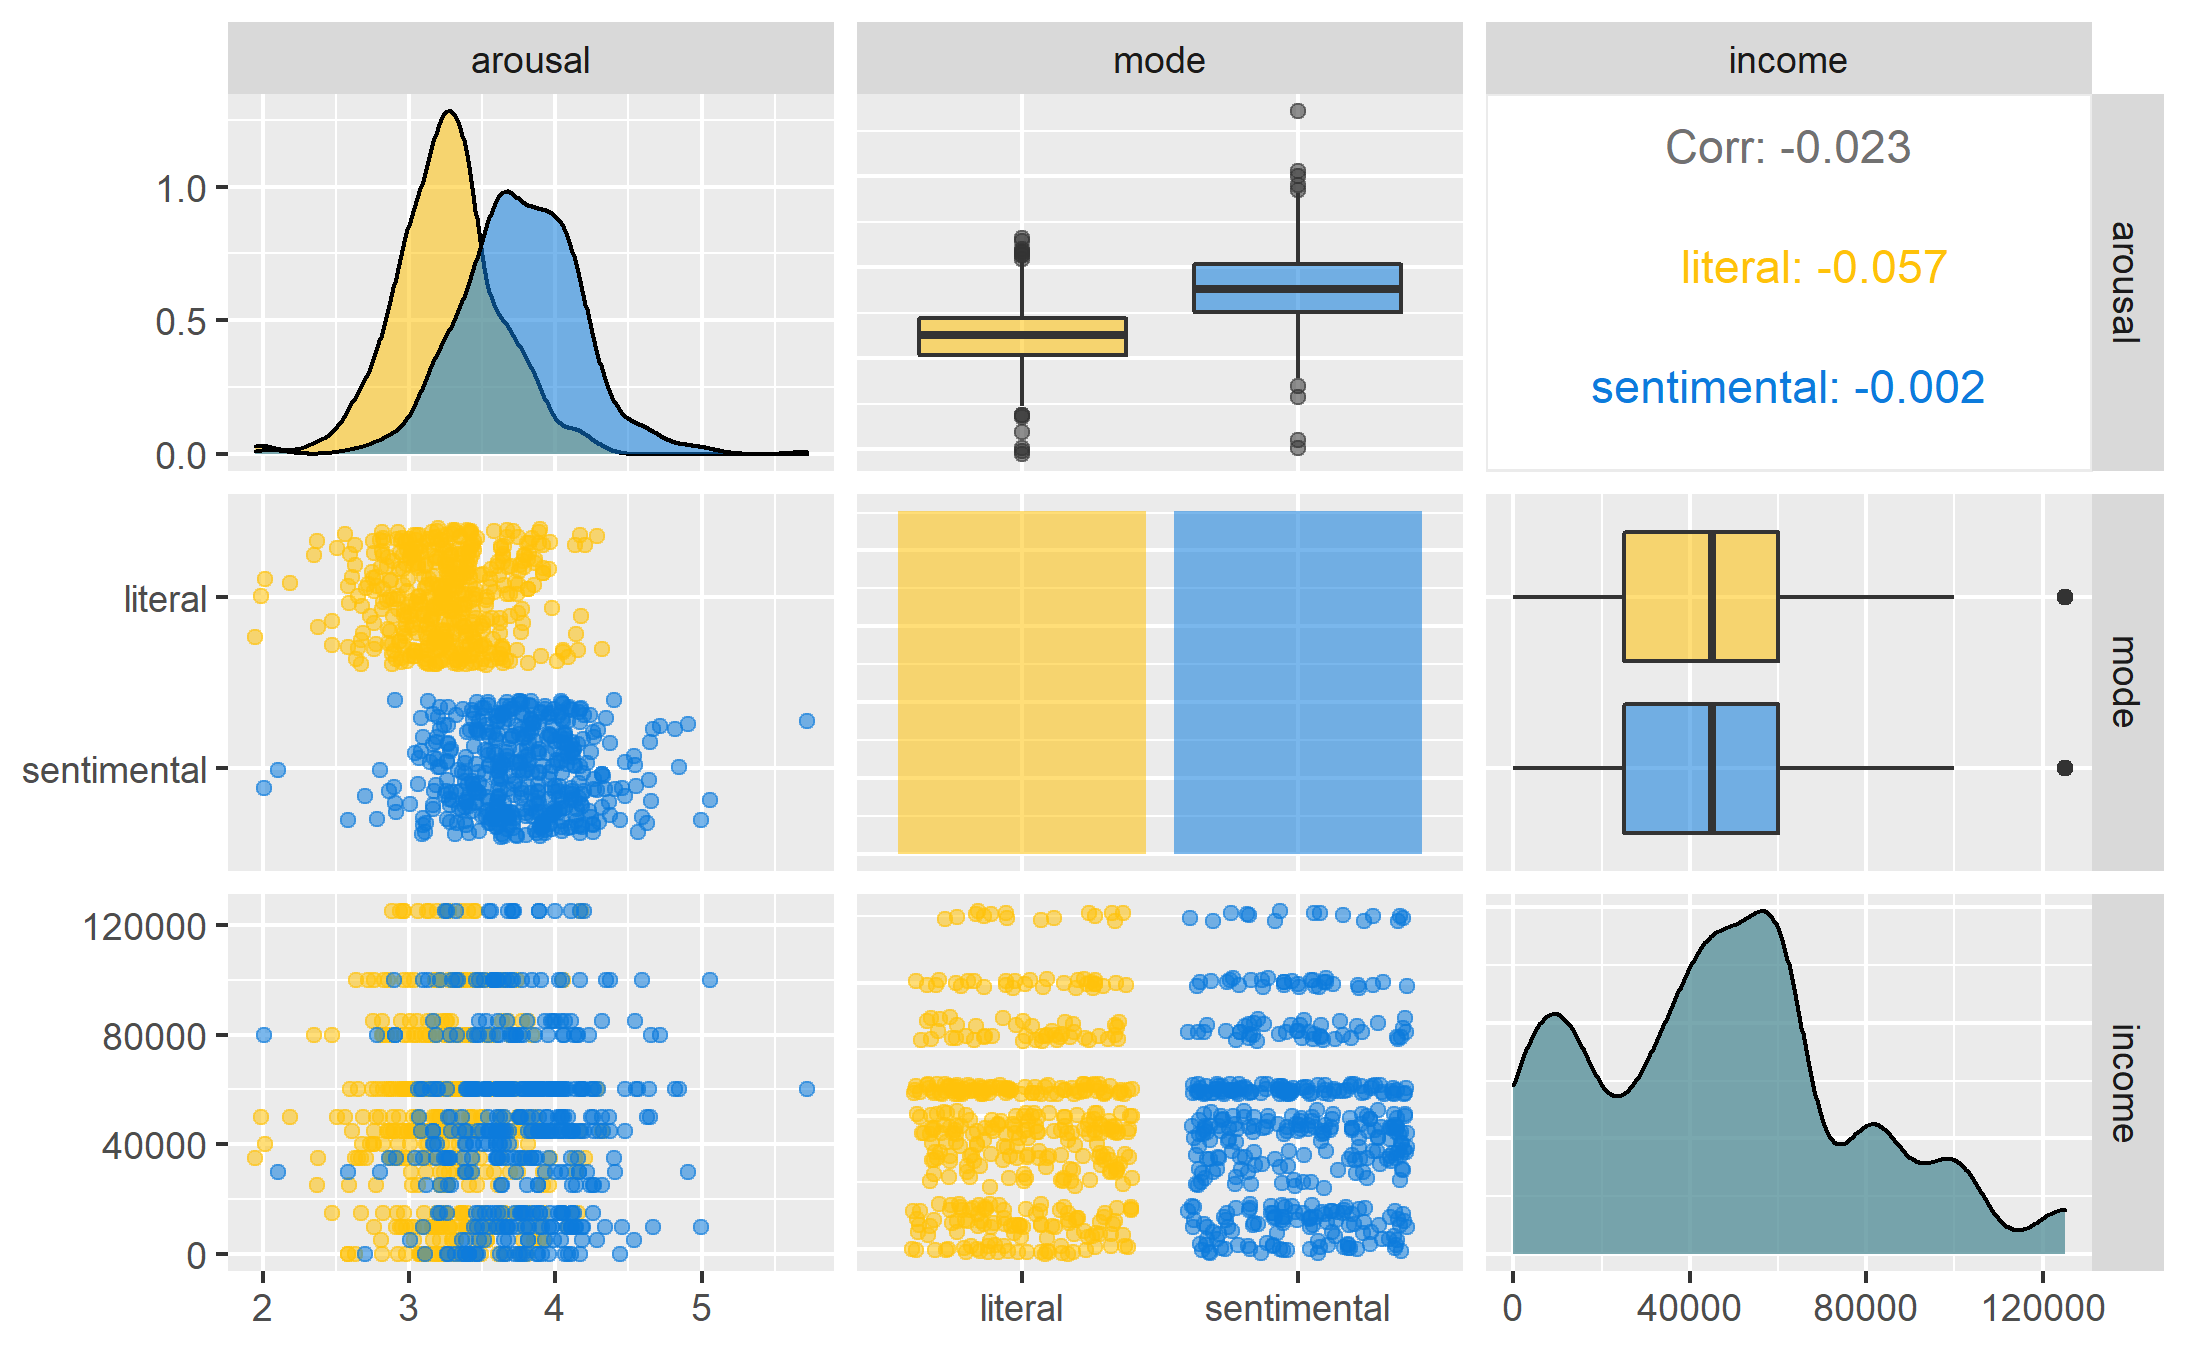 arousal
mode
income
1.0
0.5
0.0
Corr: -0.023
literal: -0.057
sentimental: -0.002
arousal
literal
sentimental
mode
120000
80000
40000
0
income
2 3 4 5
literal sentimental
0 40000 80000 120000